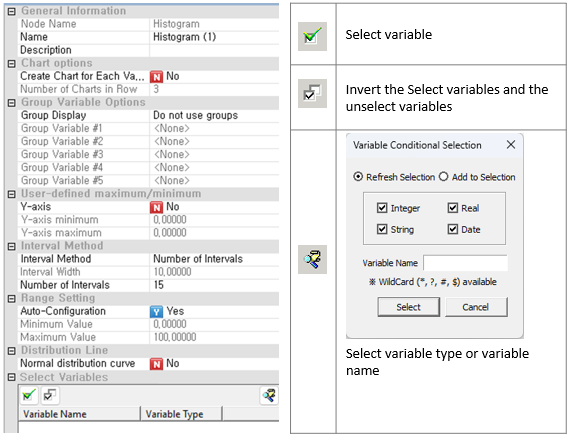 General Information
Node Name Histogram
Name Histogram (1)
Description
Chart options
Create Chart for Each Va,,, N No
Number of Charts in Row 3
Group Variable Options
Group Display Do not use groups
Group Variable #1 <None>
Group Variable #2 <None>
Group Variable #3 <None>
Group Variable #4 <None>
Group Variable #5 <None>
User-defined maximum/minimum
Y-axis N No
Y-axis minimum 0,00000
Y-axis maximum 0,00000
Interval Method
Interval Method Number of Intervals
Interval Width 10,00000
Number of Intervals 15
Range Setting
Auto-Configuration Y Yes
Minimum Value 0,00000
Maximum Value 100,00000
Distribution Line
Normal distribution curve N No
Select Variables
Variable Name Variable Type
Select variable
Invert the Select variables and the
unselect variables
Variable Conditional Selection
Refresh Selection Add to Selection
Integer Real
String Date
Variable Name
※ WildCard (*, ?, #, $) available
Select Cancel
Select variable type or variable
name